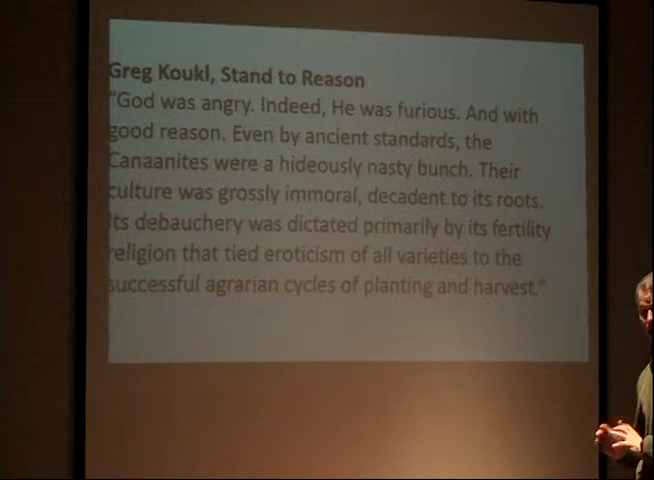 Greg Koukl, Stand to Reason
"God was angry. Indeed, He was furious. And with
good reason. Even by ancient standards, the
Canaanites were a hideously nasty bunch. Their
culture was grossly immoral, decadent to its roots.
Its debauchery was dictated primarily by its fertility
religion that tied eroticism of all varieties to the
successful agrarian cycles of planting and harvest."